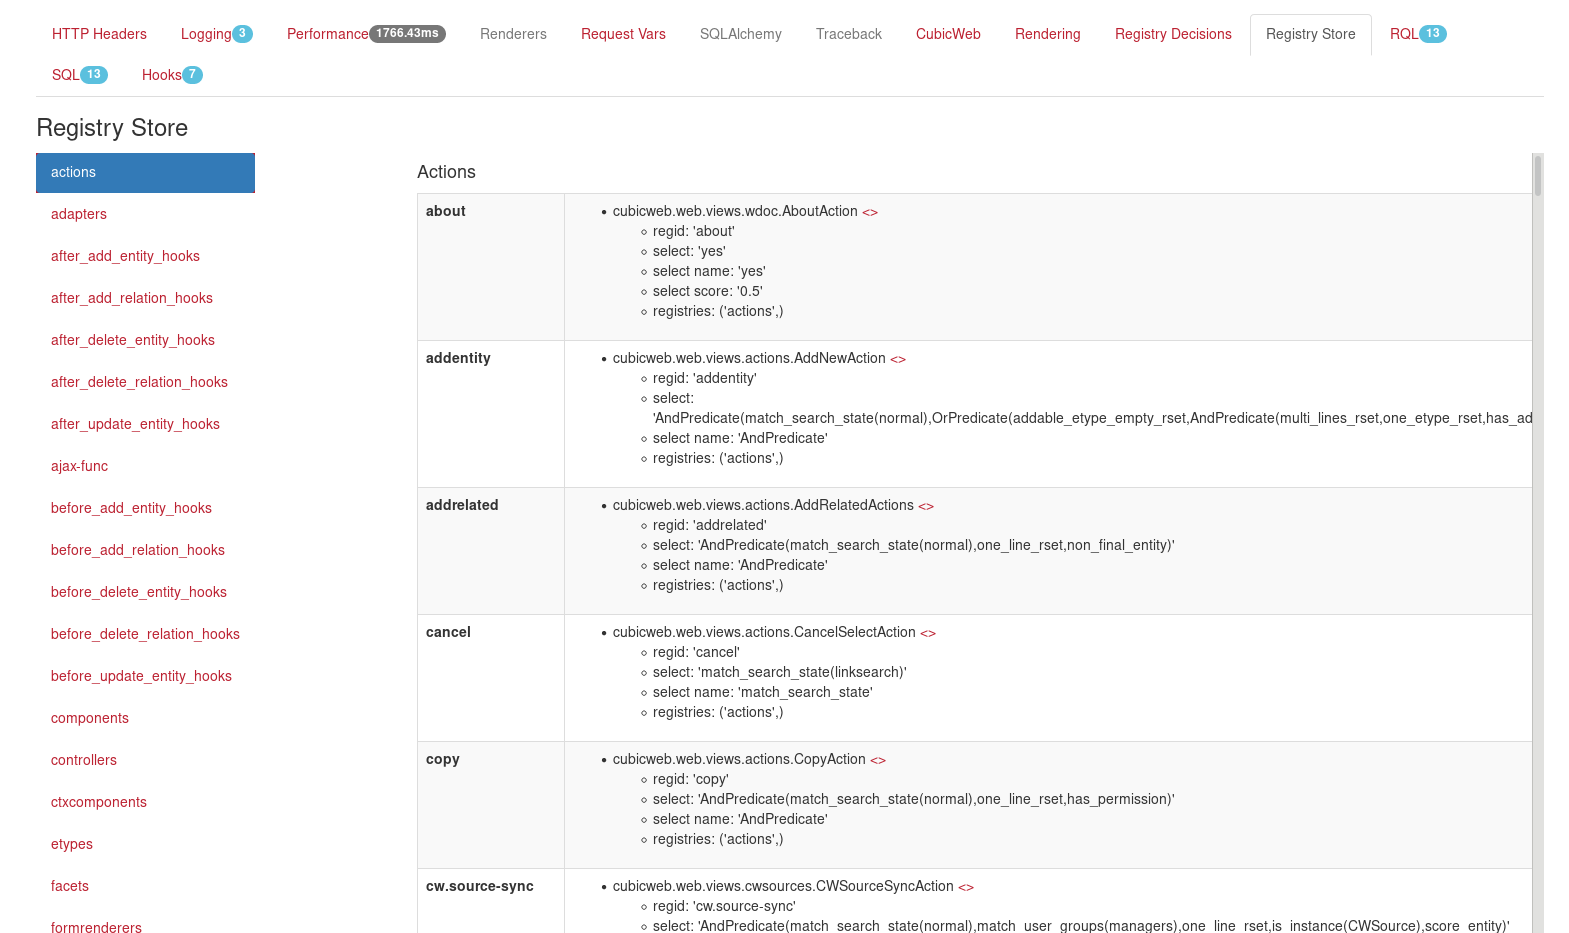 HTTP Headers Logging 3 Performance 1766.43ms Renderers Request Vars SQLAlchemy Traceback CubicWeb Rendering Registry Decisions Registry Store RQL 13
SQL 13 Hooks 7
Registry Store
actions
adapters
after_add_entity_hooks
after_add_relation_hooks
after_delete_entity_hooks
after_delete_relation_hooks
after_update_entity_hooks
ajax-func
before_add_entity_hooks
before_add_relation_hooks
before_delete_entity_hooks
before_delete_relation_hooks
before_update_entity_hooks
components
controllers
ctxcomponents
etypes
facets
formrenderers
Actions
about
cubicweb.web.views.wdoc.AboutAction <>
regid: 'about'
select: 'yes'
select name: 'yes'
select score: '0.5'
registries: ('actions',)
addentity
cubicweb.web.views.actions.AddNewAction <>
regid: 'addentity'
select:
'AndPredicate(match_search_state(normal),OrPredicate(addable_etype_empty_rset,AndPredicate(multi_lines_rset,one_etype_rset,has_ad
select name: 'AndPredicate'
registries: ('actions',)
addrelated
cubicweb.web.views.actions.AddRelatedActions <>
regid: 'addrelated'
select: 'AndPredicate(match_search_state(normal),one_line_rset,non_final_entity)'
select name: 'AndPredicate'
registries: ('actions',)
cancel
cubicweb.web.views.actions.CancelSelectAction <>
regid: 'cancel'
select: 'match_search_state(linksearch)'
select name: 'match_search_state'
registries: ('actions',)
copy
cubicweb.web.views.actions.CopyAction <>
regid: 'copy'
select: 'AndPredicate(match_search_state(normal),one_line_rset,has_permission)'
select name: 'AndPredicate'
registries: ('actions',)
cw.source-sync
cubicweb.web.views.cwsources.CWSourceSyncAction <>
regid: 'cw.source-sync'
select: 'AndPredicate(match_search_state(normal),match_user_groups(managers),one_line_rset,is_instance(CWSource),score_entity)'